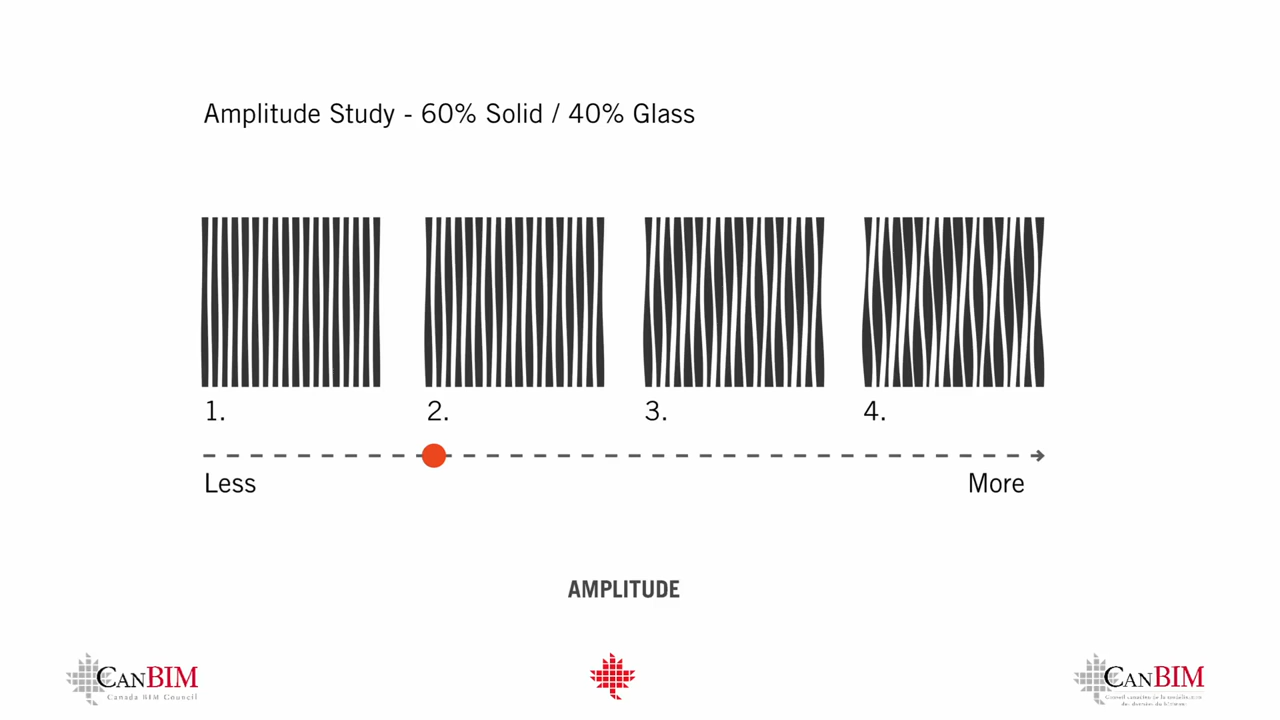 Amplitude Study - 60% Solid / 40% Glass
1. 2. 3. 4.
Less More
AMPLITUDE
CANBIM CANBIM
Canada BIM Council